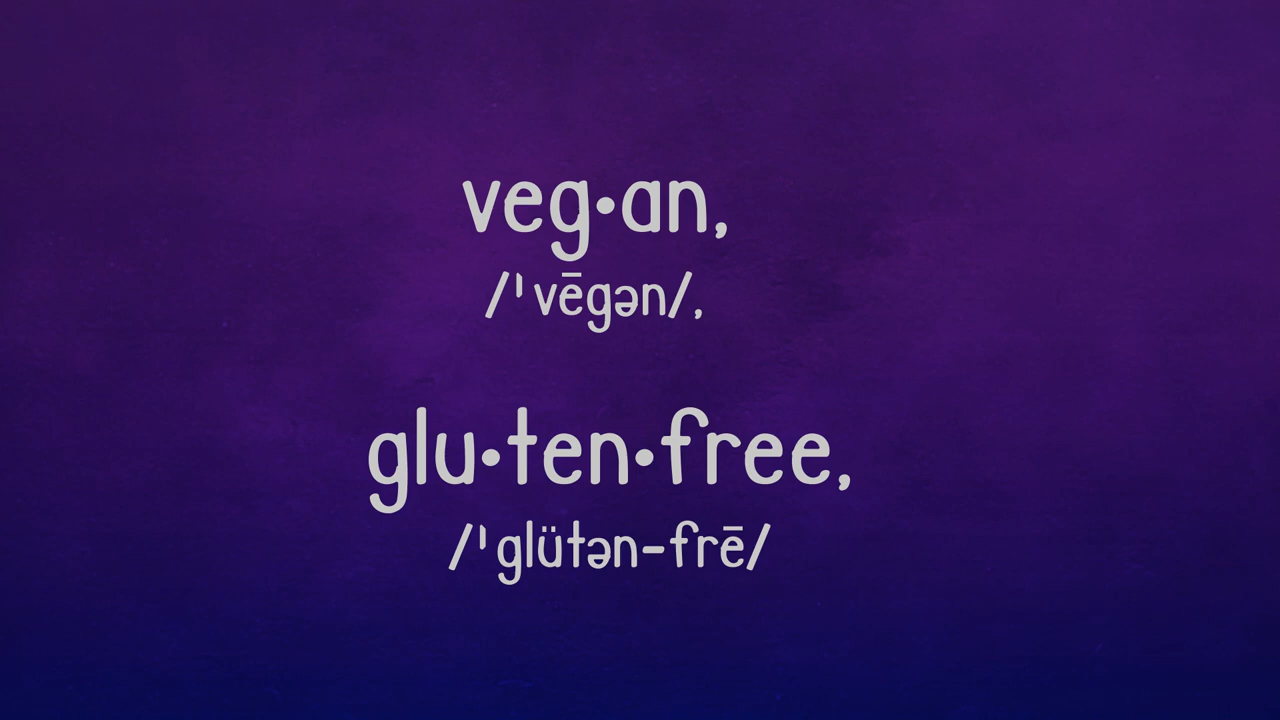 veg•an,
/ˈvēgən/,
glu•ten•free,
/ˈglütən-frē/